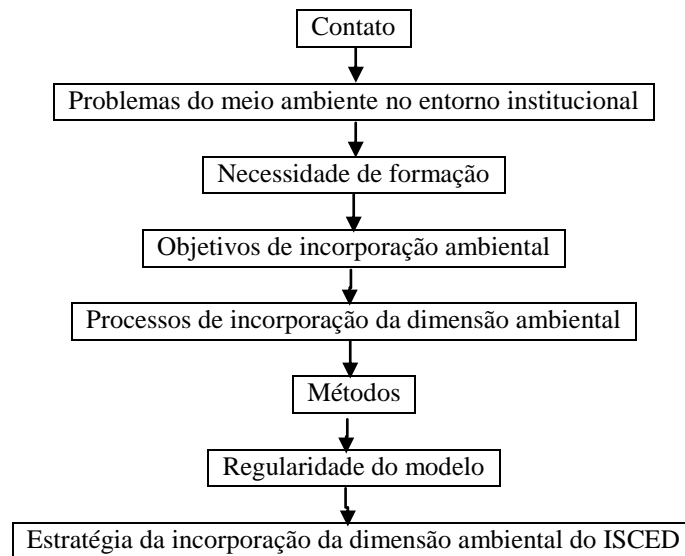 Contato
Problemas do meio ambiente no entorno institucional
Necessidade de formação
Objetivos de incorporação ambiental
Processos de incorporação da dimensão ambiental
Métodos
Regularidade do modelo
Estratégia da incorporação da dimensão ambiental do ISCED